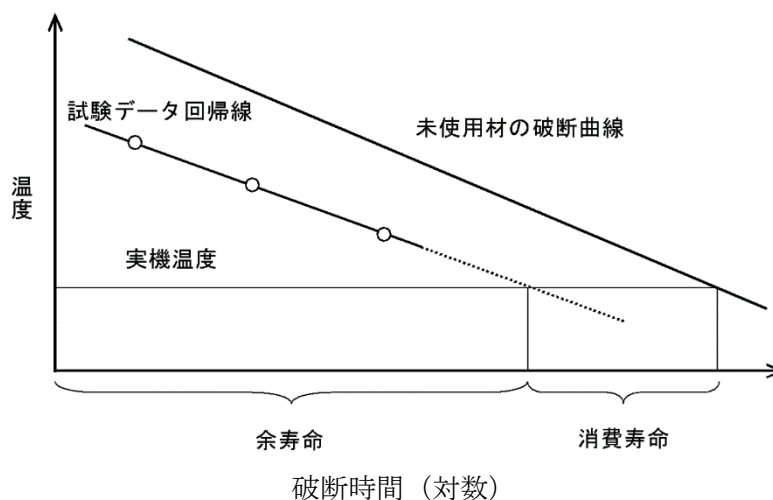 試験データ回帰線
未使用材の破断曲線
温度
実機温度
余寿命
消費寿命
破断時間（対数）